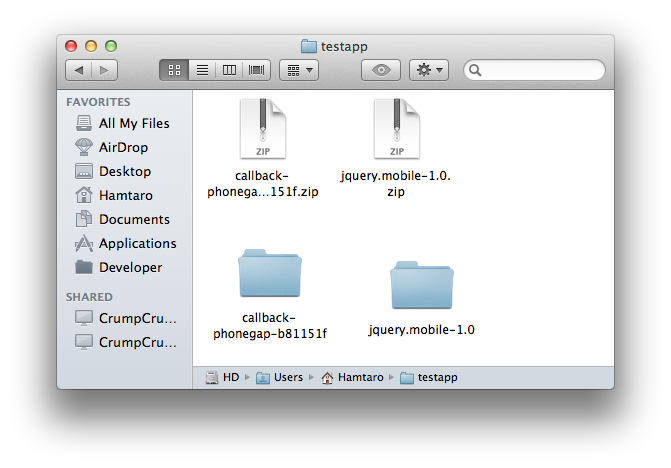 testapp
FAVORITES
All My Files
AirDrop
Desktop
Hamtaro
Documents
Applications
Developer
SHARED
CrumpCru...
CrumpCru...
ZIP
callback-
phonega...151f.zip
ZIP
jquery.mobile-1.0.
zip
callback-
phonegap-b81151f
jquery.mobile-1.0
HD ▸ Users ▸ Hamtaro ▸ testapp